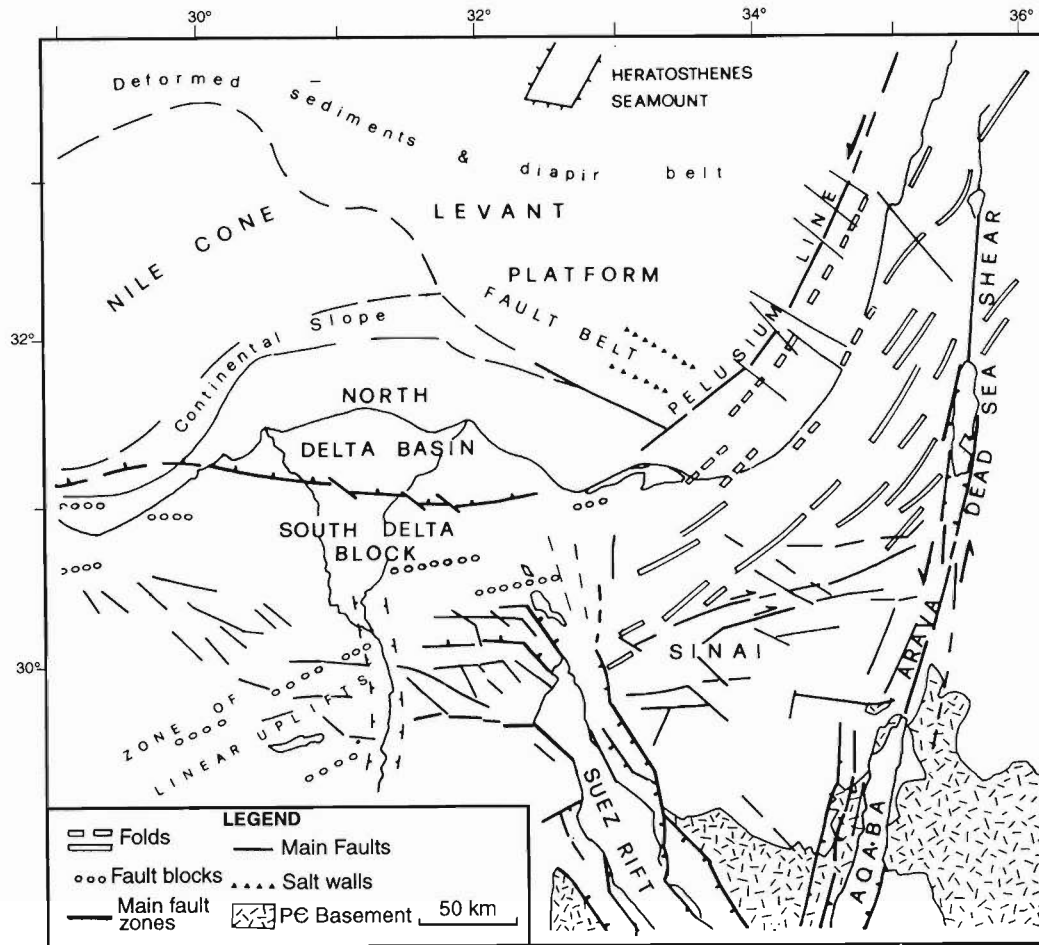 30°
32°
34°
36°
Deformed sediments & diapir belt
HERATOSTHENES
SEAMOUNT
NILE CONE
LEVANT
PLATFORM
FAULT BELT
PELUSIUM LINE
DEAD SEA SHEAR
32°
Continental Slope
NORTH
DELTA BASIN
SOUTH DELTA
BLOCK
30°
SINAI
ARAVA
ZONE OF
LINEAR UPLIFTS
SUEZ RIFT
AQABA
LEGEND
Folds
Main Faults
Fault blocks
Salt walls
Main fault
zones
PЄ Basement
50 km